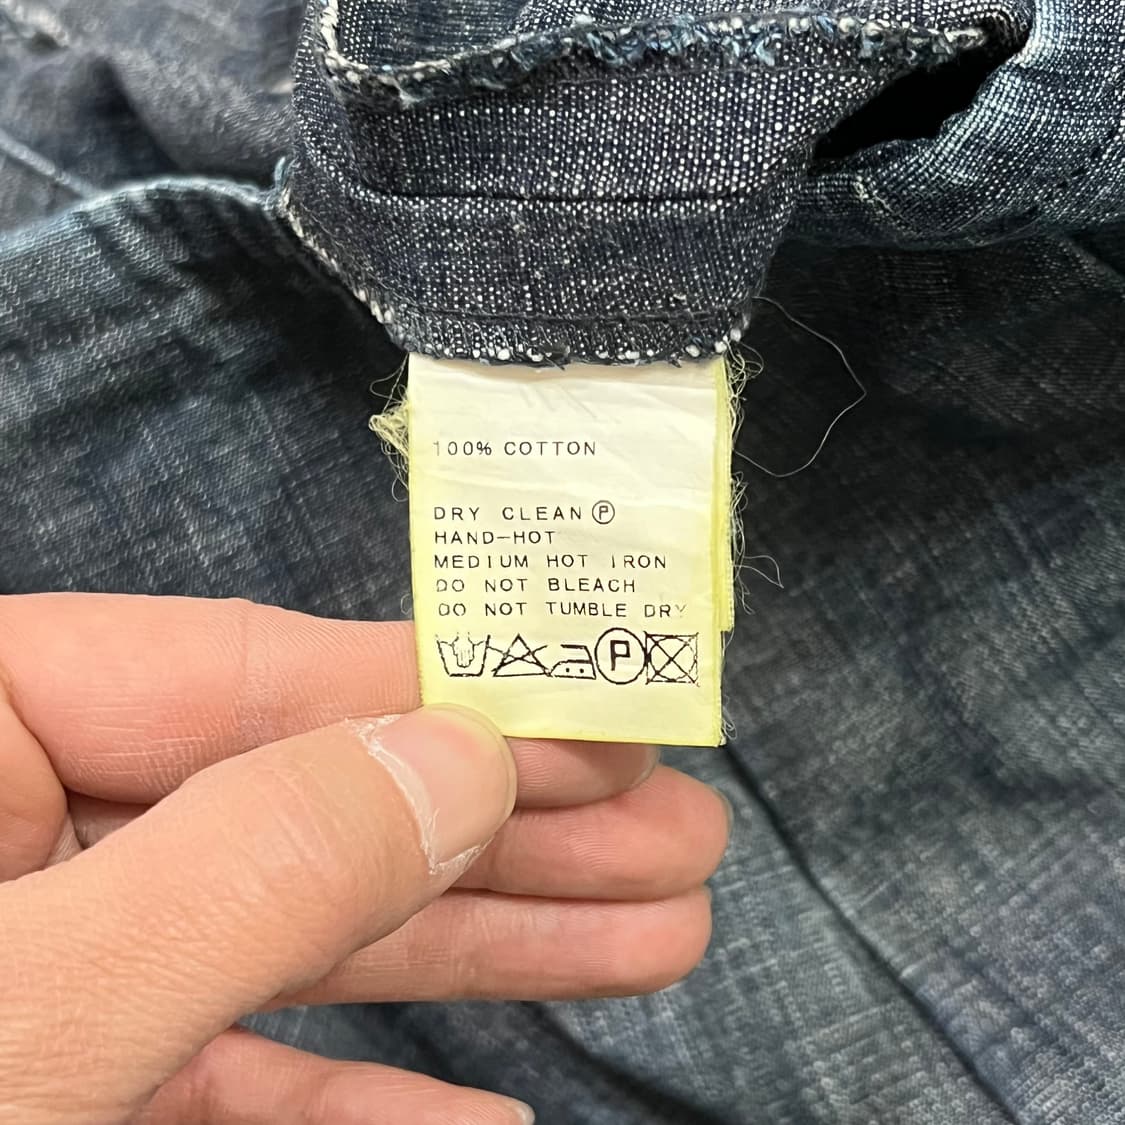 100% COTTON
DRY CLEAN Ⓟ
HAND-HOT
MEDIUM HOT IRON
DO NOT BLEACH
DO NOT TUMBLE DRY
P